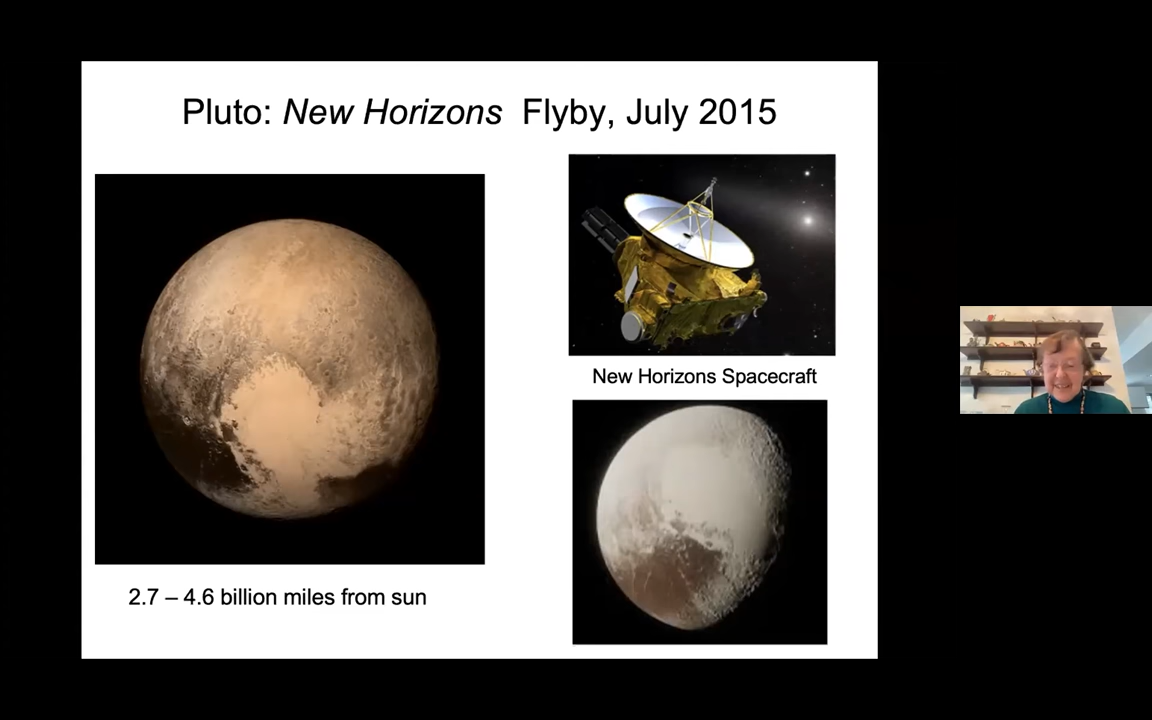 Pluto: New Horizons Flyby, July 2015
New Horizons Spacecraft
2.7 – 4.6 billion miles from sun